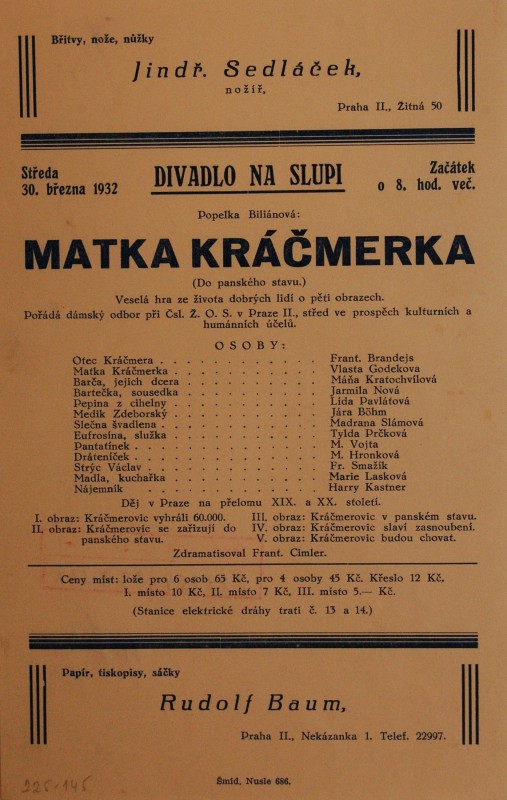 Břitvy, nože, nůžky
Jindř. Sedláček,
nožíř,
Praha II., Žitná 50
Středa
30. března 1932
DIVADLO NA SLUPI
Začátek
o 8. hod. več.
Popelka Biliánová:
MATKA KRÁČMERKA
(Do panského stavu.)
Veselá hra ze života dobrých lidí o pěti obrazech.
Pořádá dámský odbor při Čsl. Ž. O. S. v Praze II., střed ve prospěch kulturních a
humánních účelů.
OSOBY:
Otec Kráčmera . . . . . . . . . . . Frant. Brandejs
Matka Kráčmerka . . . . . . . . . . . Vlasta Godekova
Barča, jejich dcera . . . . . . . . . . . Máňa Kratochvílová
Bartečka, sousedka . . . . . . . . . . . Jarmila Nová
Pepina z cihelny . . . . . . . . . . . Lída Pavlátová
Medik Zdeborský . . . . . . . . . . . Jára Böhm
Slečna švadlena . . . . . . . . . . . Madrana Slámová
Eufrosina, služka . . . . . . . . . . . Tylda Prčková
Pantatínek . . . . . . . . . . . M. Vojta
Dráteníček . . . . . . . . . . . M. Hronková
Strýc Václav . . . . . . . . . . . Fr. Smažík
Madla, kuchařka . . . . . . . . . . . Marie Lasková
Nájemník . . . . . . . . . . . Harry Kastner
Děj v Praze na přelomu XIX. a XX. století.
I. obraz: Kráčmerovic vyhráli 60.000.
II. obraz: Kráčmerovic se zařizují do
panského stavu.
III. obraz: Kráčmerovic v panském stavu.
IV. obraz: Kráčmerovic slaví zasnoubení.
V. obraz: Kráčmerovic budou chovat.
Zdramatisoval Frant. Cimler.
Ceny míst: lože pro 6 osob 65 Kč, pro 4 osoby 45 Kč. Křeslo 12 Kč,
I. místo 10 Kč, II. místo 7 Kč, III. místo 5.— Kč.
(Stanice elektrické dráhy trati č. 13 a 14.)
Papír, tiskopisy, sáčky
Rudolf Baum,
Praha II., Nekázanka 1. Telef. 22997.
Šmíd, Nusle 686.
225-145